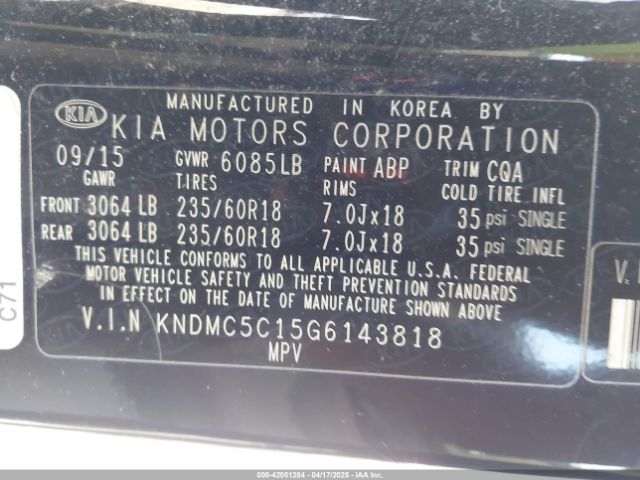 KIA
MANUFACTURED IN KOREA BY
KIA MOTORS CORPORATION
09/15 GVWR 6085LB PAINT ABP TRIM CQA
GAWR TIRES RIMS COLD TIRE INFL
FRONT 3064 LB 235/60R18 7.0Jx18 35 psi SINGLE
REAR 3064 LB 235/60R18 7.0Jx18 35 psi SINGLE
THIS VEHICLE CONFORMS TO ALL APPLICABLE U.S.A. FEDERAL
MOTOR VEHICLE SAFETY AND THEFT PREVENTION STANDARDS
IN EFFECT ON THE DATE OF MANUFACTURE SHOWN ABOVE
V.I.N KNDMC5C15G6143818
MPV
C71
V.
000-42051284 - 04/17/2025 - IAAI.COM